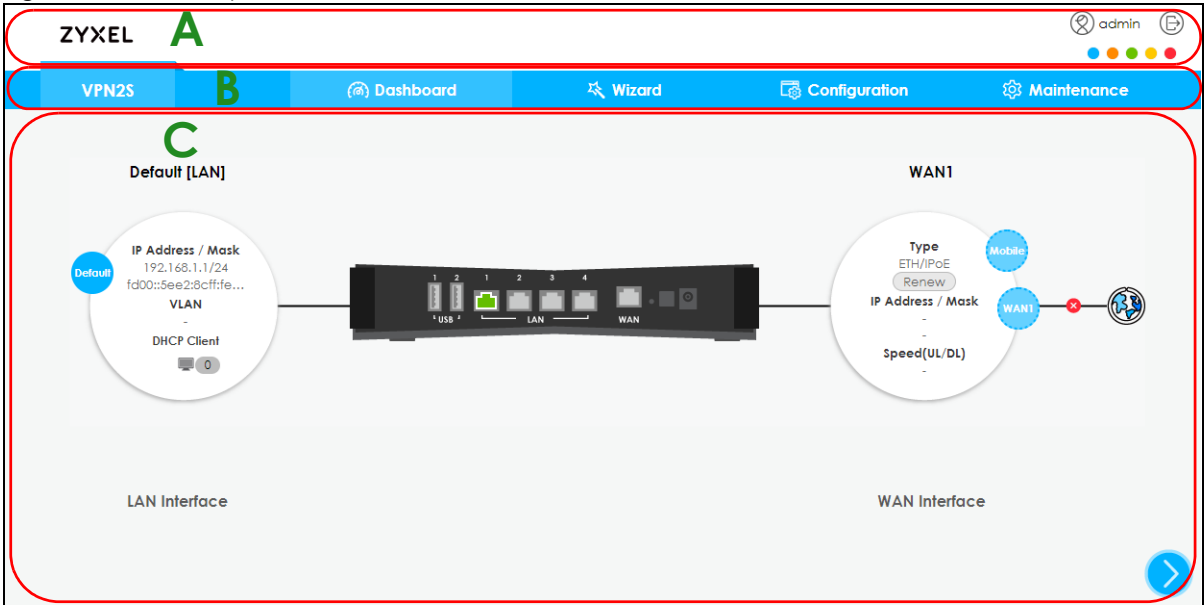 ZYXEL
A
admin
VPN2S
B
Dashboard
Wizard
Configuration
Maintenance
C
Default [LAN]
WAN1
Default
IP Address / Mask
192.168.1.1/24
fd00::5ee2:8cff:fe...
VLAN
-
DHCP Client
0
1 2 1 2 3 4
1 USB 2
LAN
WAN
Type
ETH/IPoE
Renew
IP Address / Mask
-
-
Speed(UL/DL)
-
Mobile
WAN1
LAN Interface
WAN Interface